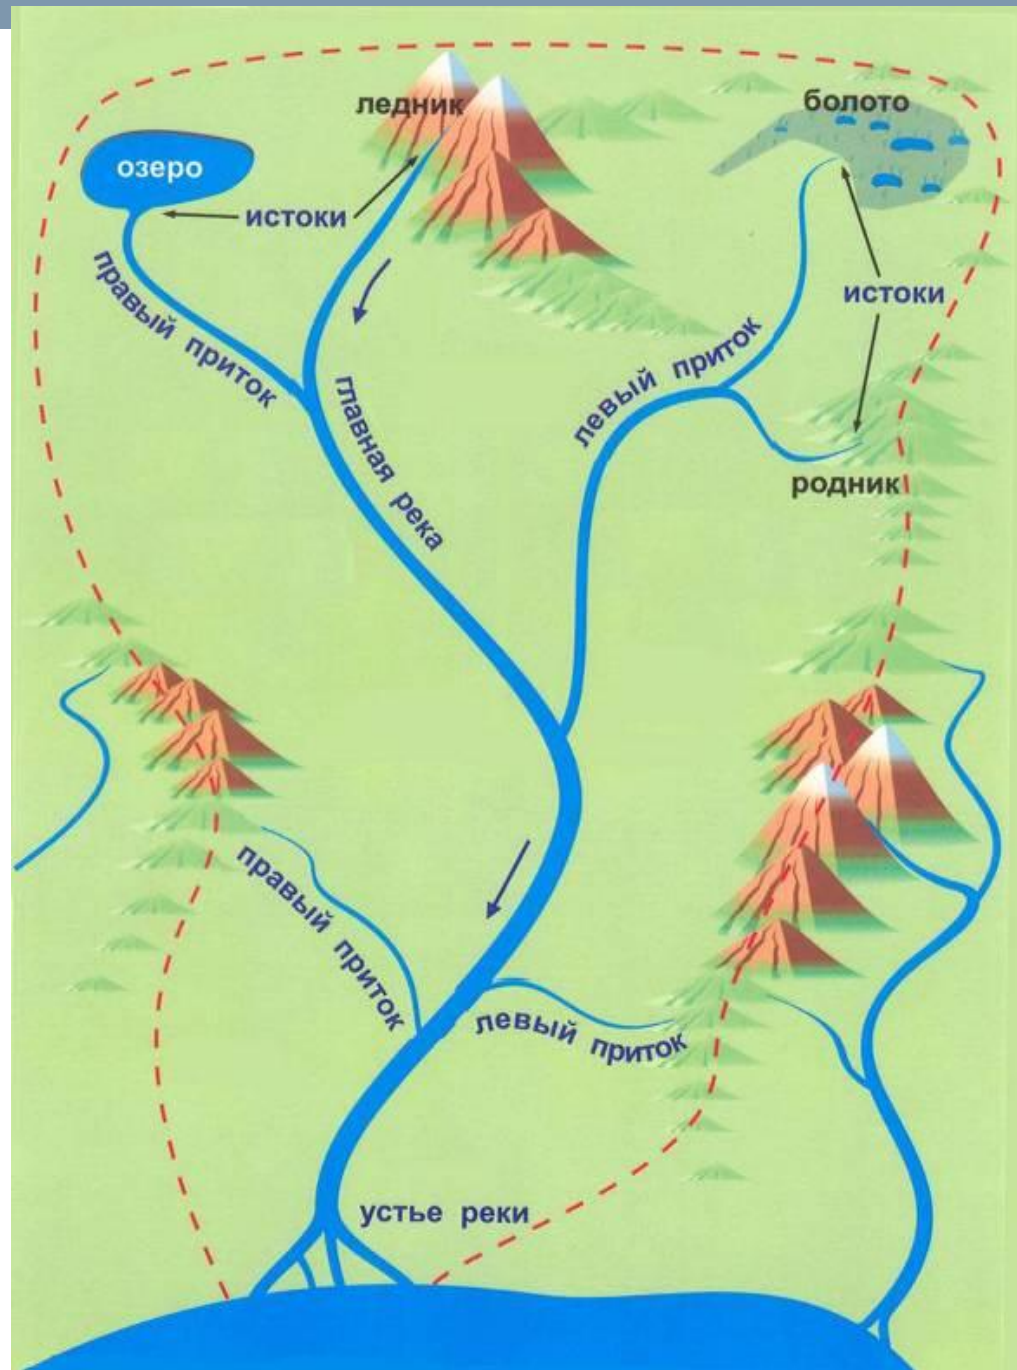 ледник
болото
озеро
истоки
правый приток
истоки
левый приток
главная река
родник
правый приток
левый приток
устье реки